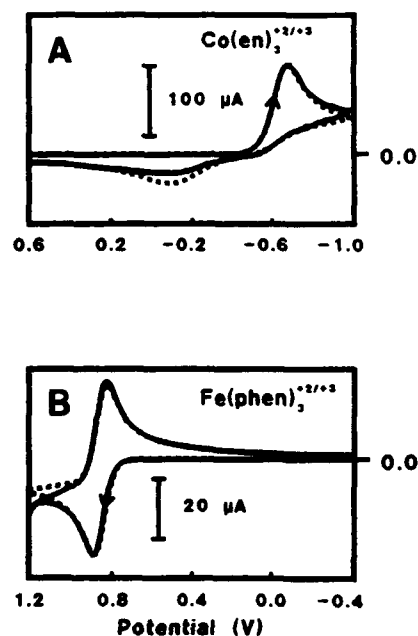 A
Co(en)₃⁺²/⁺³
100 μA
0.0
0.6 0.2 -0.2 -0.6 -1.0
B
Fe(phen)₃⁺²/⁺³
0.0
20 μA
1.2 0.8 0.4 0.0 -0.4
Potential (V)